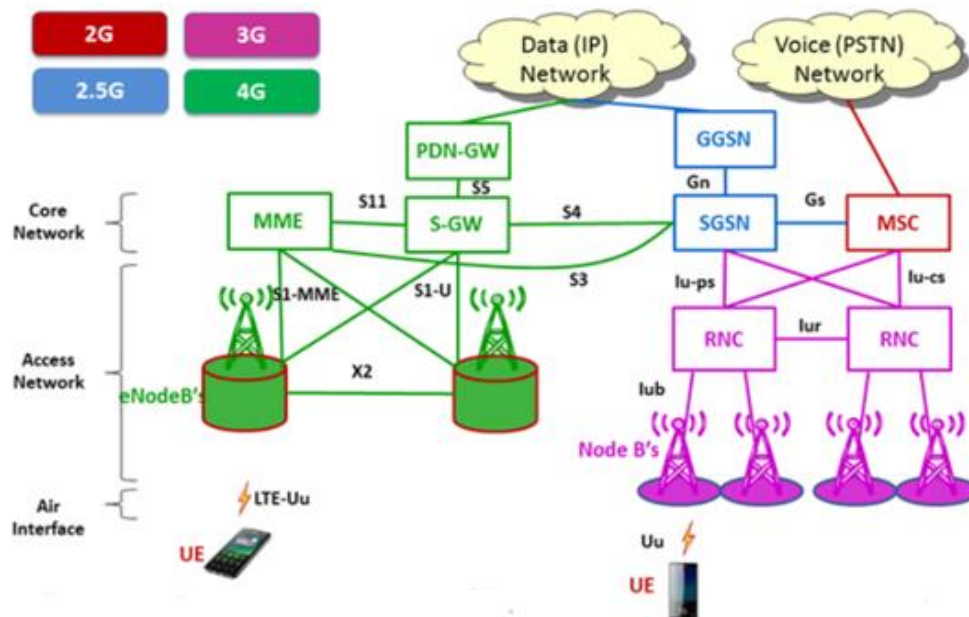 2G
3G
2.5G
4G
Data (IP)
Network
Voice (PSTN)
Network
PDN-GW
GGSN
S5
Gn
Core
Network
MME
S11
S-GW
S4
SGSN
Gs
MSC
S3
S1-MME
S1-U
Iu-ps
Iu-cs
Access
Network
RNC
Iur
RNC
eNodeB's
X2
Iub
Node B's
Air
Interface
LTE-Uu
UE
Uu
UE